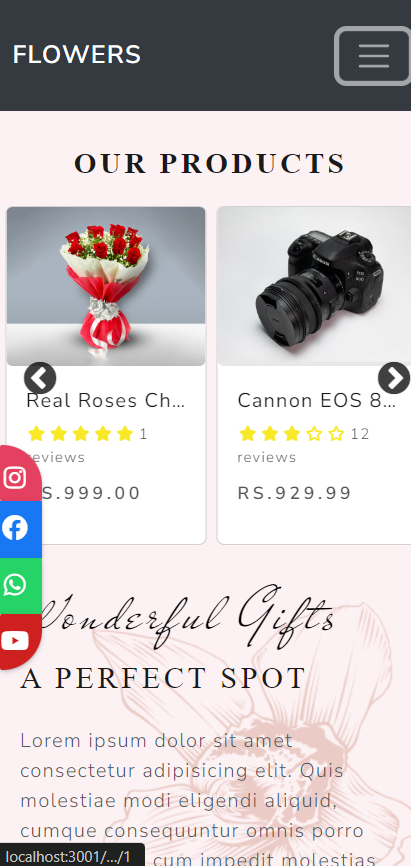 FLOWERS
OUR PRODUCTS
Real Roses Ch...
1
reviews
RS.999.00
Canon
Cannon EOS 8...
12
reviews
RS.929.99
Wonderful Gifts
A PERFECT SPOT
Lorem ipsum dolor sit amet
consectetur adipisicing elit. Quis
molestiae modi eligendi aliquid,
cumque consequuntur omnis porro
cum impedit molestias
localhost:3001/.../1